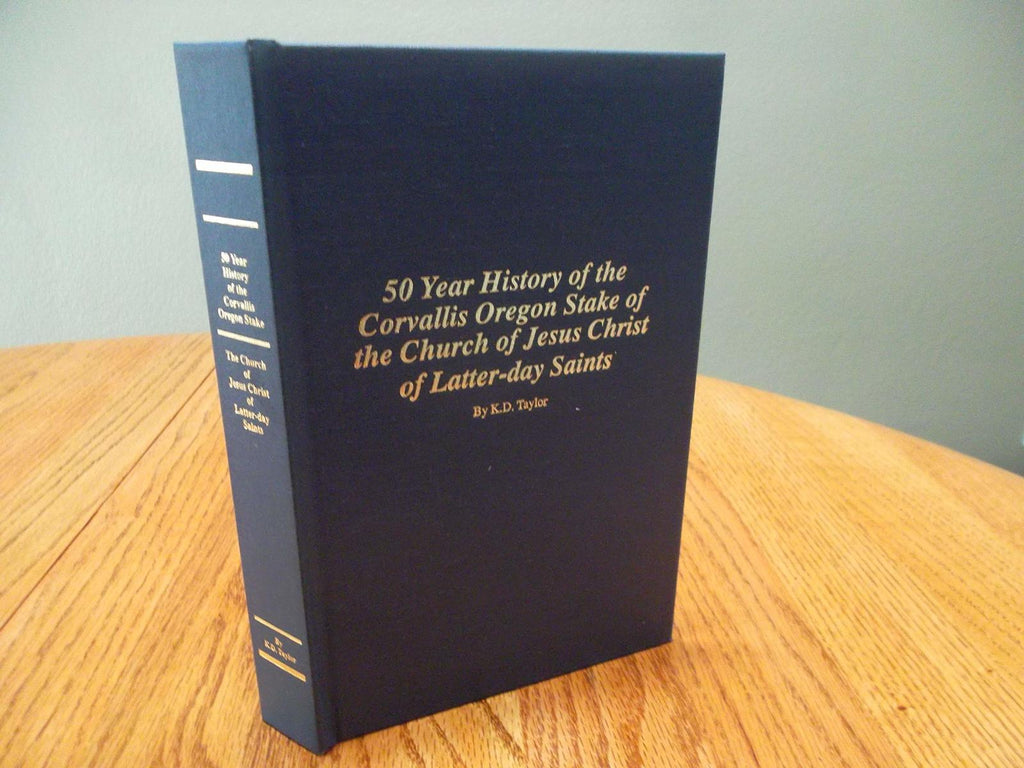 50 Year
History
of the
Corvallis
Oregon Stake
The Church
of
Jesus Christ
of
Latter-day
Saints
By
K.D. Taylor
50 Year History of the
Corvallis Oregon Stake of
the Church of Jesus Christ
of Latter-day Saints
By K.D. Taylor